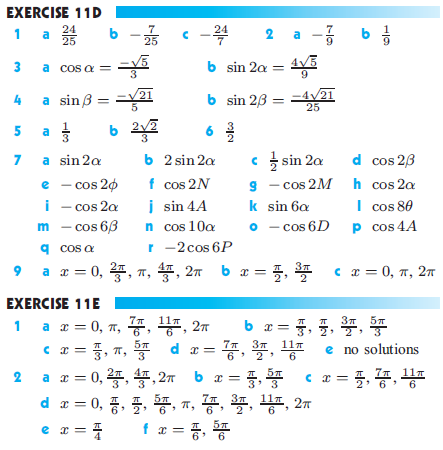 EXERCISE 11D
1 a 24/25 b −7/25 c −24/7 2 a −7/9 b 1/9
3 a cos α = −√5/3 b sin 2α = 4√5/9
4 a sin β = −√21/5 b sin 2β = −4√21/25
5 a 1/3 b 2√2/3 6 3/2
7 a sin 2α b 2 sin 2α c 1/2 sin 2α d cos 2β
e − cos 2ϕ f cos 2N g − cos 2M h cos 2α
i − cos 2α j sin 4A k sin 6α l cos 8θ
m − cos 6β n cos 10α o − cos 6D p cos 4A
q cos α r −2 cos 6P
9 a x = 0, 2π/3, π, 4π/3, 2π b x = π/2, 3π/2 c x = 0, π, 2π
EXERCISE 11E
1 a x = 0, π, 7π/6, 11π/6, 2π b x = π/3, π/2, 3π/2, 5π/3
c x = π/3, π, 5π/3 d x = 7π/6, 3π/2, 11π/6 e no solutions
2 a x = 0, 2π/3, 4π/3, 2π b x = π/3, 5π/3 c x = π/2, 7π/6, 11π/6
d x = 0, π/6, π/2, 5π/6, π, 7π/6, 3π/2, 11π/6, 2π
e x = π/4 f x = π/6, 5π/6